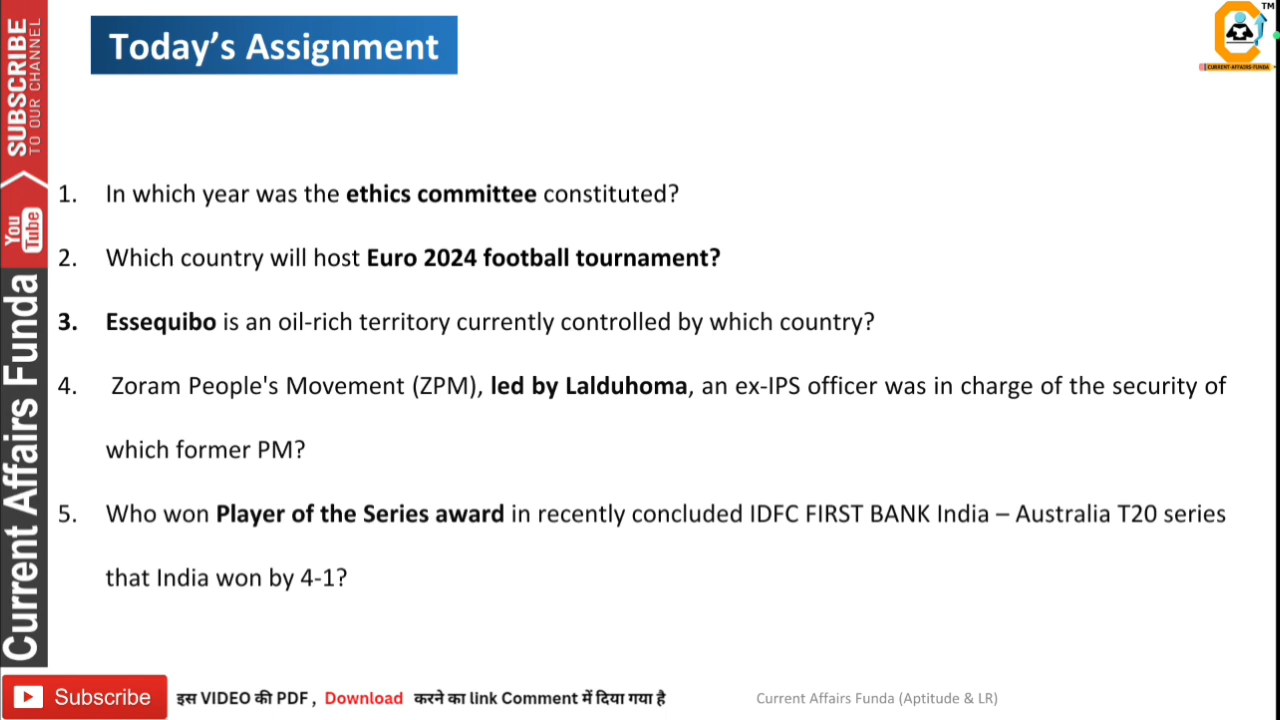 Today's Assignment
TM
CURRENT-AFFAIRS-FUNDA
SUBSCRIBE
TO OUR CHANNEL
You
Tube
Current Affairs Funda
1. In which year was the ethics committee constituted?
2. Which country will host Euro 2024 football tournament?
3. Essequibo is an oil-rich territory currently controlled by which country?
4. Zoram People's Movement (ZPM), led by Lalduhoma, an ex-IPS officer was in charge of the security of
which former PM?
5. Who won Player of the Series award in recently concluded IDFC FIRST BANK India – Australia T20 series
that India won by 4-1?
Subscribe
इस VIDEO की PDF , Download करने का link Comment में दिया गया है
Current Affairs Funda (Aptitude & LR)